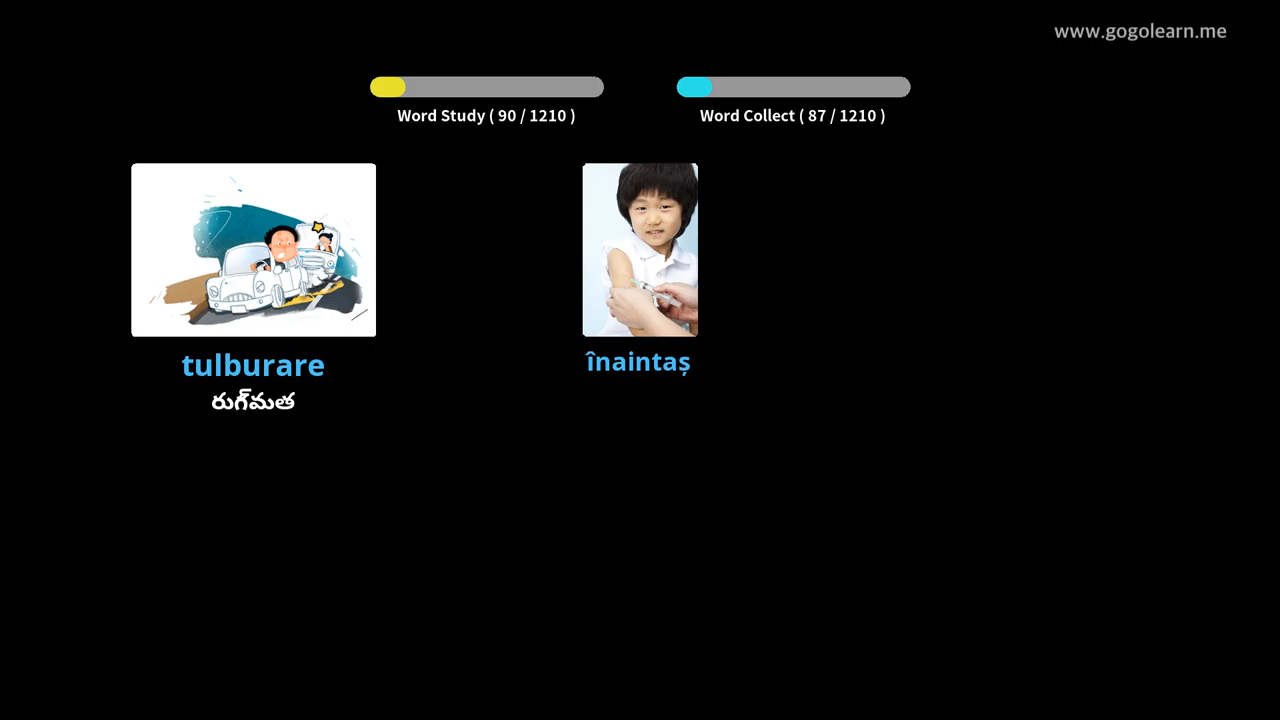 www.gogolearn.me
Word Study ( 90 / 1210 )
Word Collect ( 87 / 1210 )
tulburare
రుగ్మత
înaintaș